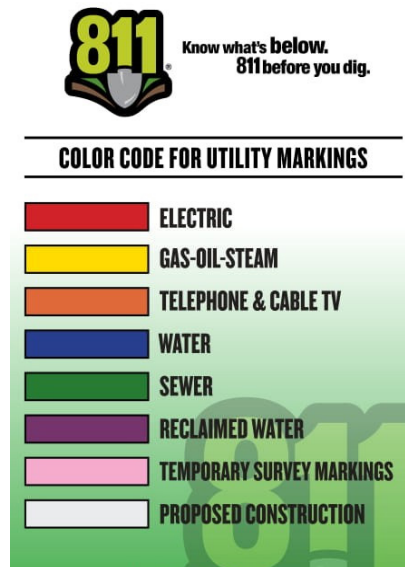 811®
Know what's below.
811 before you dig.
COLOR CODE FOR UTILITY MARKINGS
ELECTRIC
GAS-OIL-STEAM
TELEPHONE & CABLE TV
WATER
SEWER
RECLAIMED WATER
TEMPORARY SURVEY MARKINGS
PROPOSED CONSTRUCTION
811